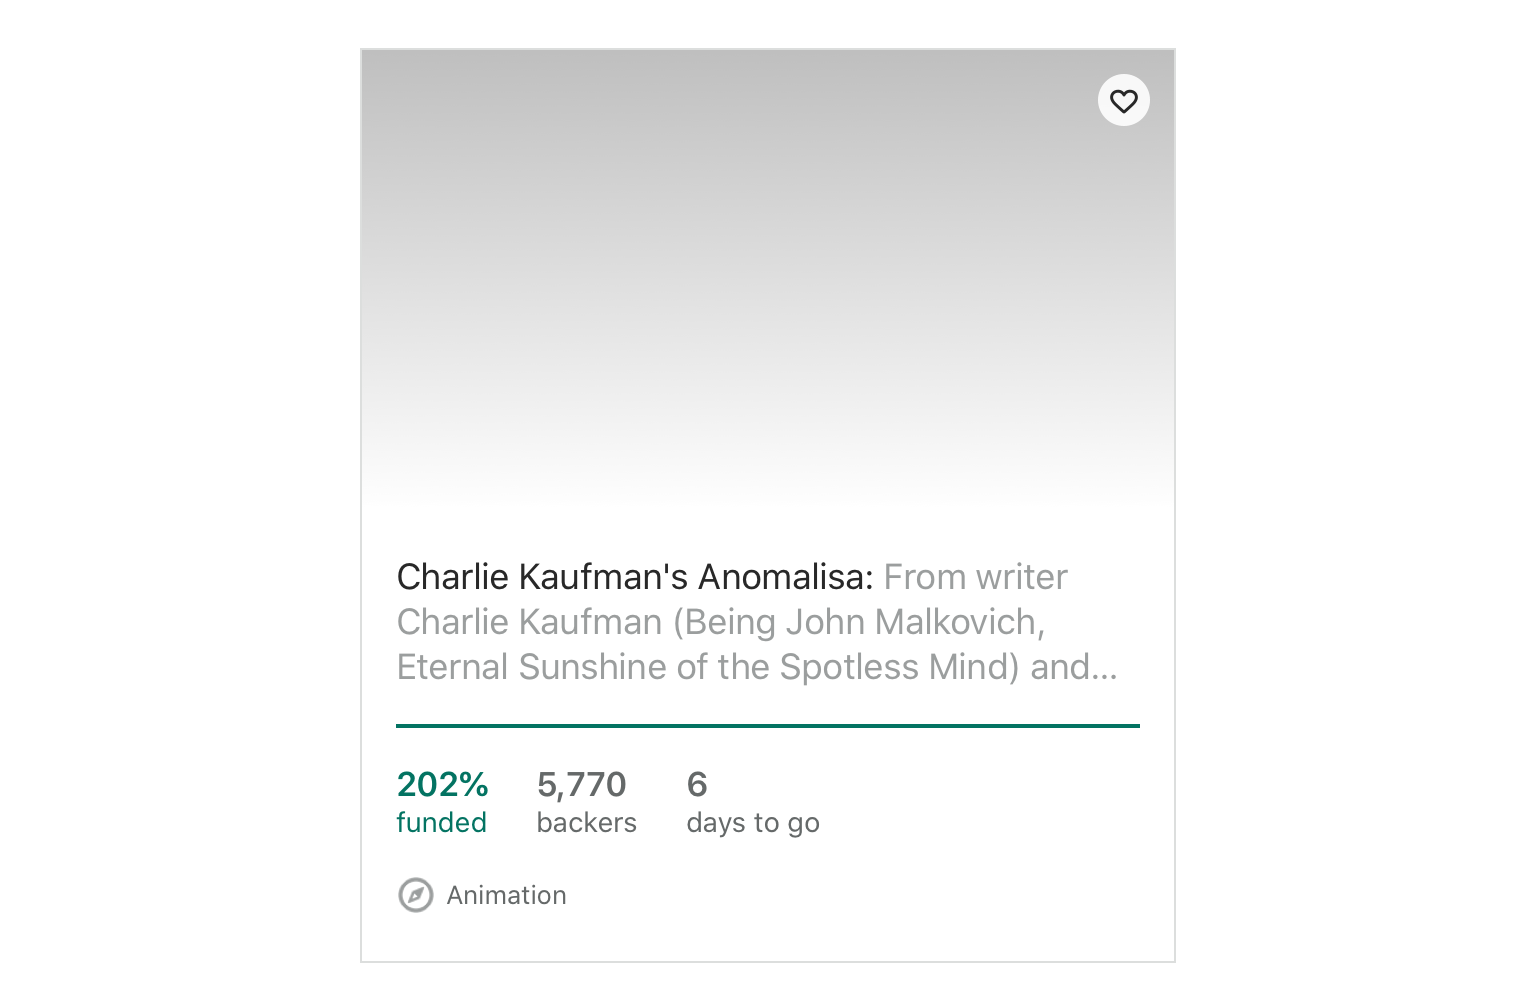 Charlie Kaufman's Anomalisa: From writer
Charlie Kaufman (Being John Malkovich,
Eternal Sunshine of the Spotless Mind) and...
202% 5,770 6
funded backers days to go
Animation